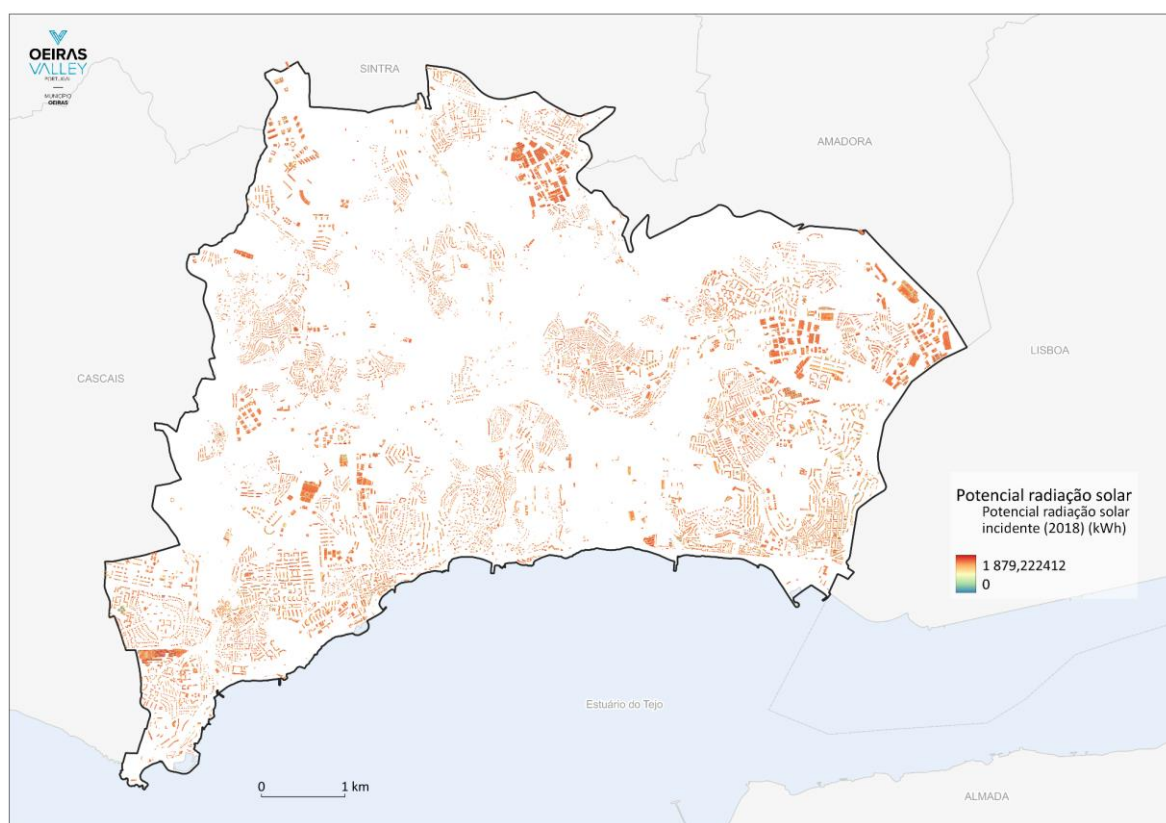 OEIRAS
VALLEY
PORTUGAL
MUNICÍPIO
OEIRAS
SINTRA
AMADORA
LISBOA
CASCAIS
Potencial radiação solar
Potencial radiação solar
incidente (2018) (kWh)
1 879,222412
0
Estuário do Tejo
0 1 km
ALMADA